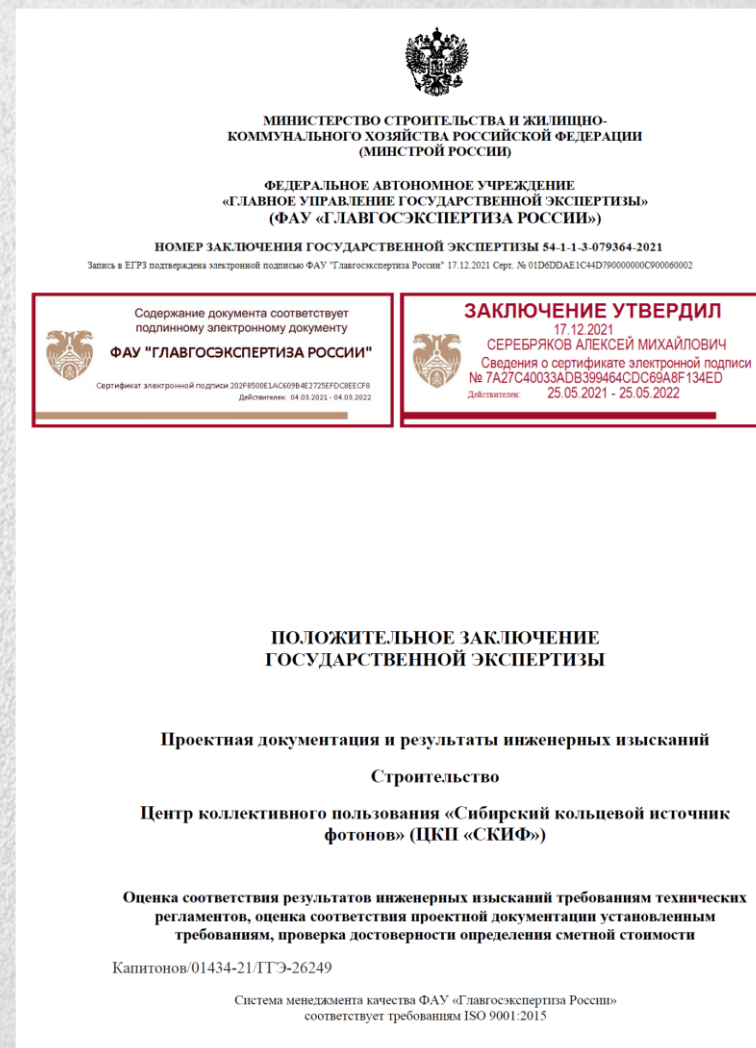 МИНИСТЕРСТВО СТРОИТЕЛЬСТВА И ЖИЛИЩНО-
КОММУНАЛЬНОГО ХОЗЯЙСТВА РОССИЙСКОЙ ФЕДЕРАЦИИ
(МИНСТРОЙ РОССИИ)
ФЕДЕРАЛЬНОЕ АВТОНОМНОЕ УЧРЕЖДЕНИЕ
«ГЛАВНОЕ УПРАВЛЕНИЕ ГОСУДАРСТВЕННОЙ ЭКСПЕРТИЗЫ»
(ФАУ «ГЛАВГОСЭКСПЕРТИЗА РОССИИ»)
НОМЕР ЗАКЛЮЧЕНИЯ ГОСУДАРСТВЕННОЙ ЭКСПЕРТИЗЫ 54-1-1-3-079364-2021
Запись в ЕГРЗ подтверждена электронной подписью ФАУ "Главгосэкспертиза России" 17.12.2021 Серт. № 01D6DDAE1C44D790000000C900060002
Содержание документа соответствует
подлинному электронному документу
ФАУ "ГЛАВГОСЭКСПЕРТИЗА РОССИИ"
Сертификат электронной подписи 202F8500E1AC609B4E2725EFDC8EECF8
Действителен: 04.03.2021 - 04.03.2022
ЗАКЛЮЧЕНИЕ УТВЕРДИЛ
17.12.2021
СЕРЕБРЯКОВ АЛЕКСЕЙ МИХАЙЛОВИЧ
Сведения о сертификате электронной подписи
№ 7A27C40033ADB399464CDC69A8F134ED
Действителен: 25.05.2021 - 25.05.2022
ПОЛОЖИТЕЛЬНОЕ ЗАКЛЮЧЕНИЕ
ГОСУДАРСТВЕННОЙ ЭКСПЕРТИЗЫ
Проектная документация и результаты инженерных изысканий
Строительство
Центр коллективного пользования «Сибирский кольцевой источник
фотонов» (ЦКП «СКИФ»)
Оценка соответствия результатов инженерных изысканий требованиям технических
регламентов, оценка соответствия проектной документации установленным
требованиям, проверка достоверности определения сметной стоимости
Капитонов/01434-21/ГГЭ-26249
Система менеджмента качества ФАУ «Главгосэкспертиза России»
соответствует требованиям ISO 9001:2015